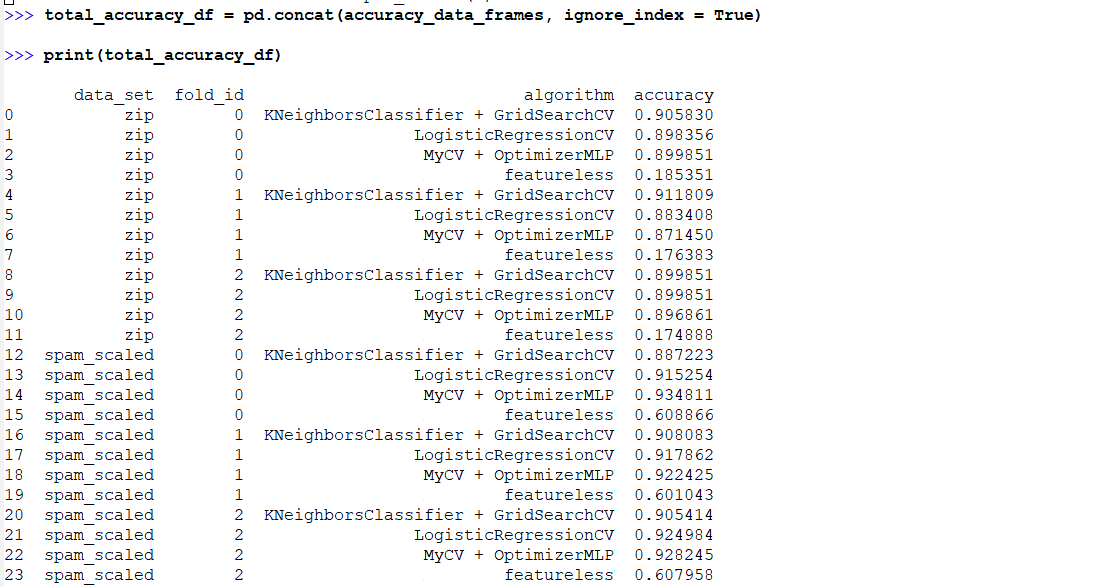 >>> total_accuracy_df = pd.concat(accuracy_data_frames, ignore_index = True)
>>> print(total_accuracy_df)
data_set fold_id algorithm accuracy
0 zip 0 KNeighborsClassifier + GridSearchCV 0.905830
1 zip 0 LogisticRegressionCV 0.898356
2 zip 0 MyCV + OptimizerMLP 0.899851
3 zip 0 featureless 0.185351
4 zip 1 KNeighborsClassifier + GridSearchCV 0.911809
5 zip 1 LogisticRegressionCV 0.883408
6 zip 1 MyCV + OptimizerMLP 0.871450
7 zip 1 featureless 0.176383
8 zip 2 KNeighborsClassifier + GridSearchCV 0.899851
9 zip 2 LogisticRegressionCV 0.899851
10 zip 2 MyCV + OptimizerMLP 0.896861
11 zip 2 featureless 0.174888
12 spam_scaled 0 KNeighborsClassifier + GridSearchCV 0.887223
13 spam_scaled 0 LogisticRegressionCV 0.915254
14 spam_scaled 0 MyCV + OptimizerMLP 0.934811
15 spam_scaled 0 featureless 0.608866
16 spam_scaled 1 KNeighborsClassifier + GridSearchCV 0.908083
17 spam_scaled 1 LogisticRegressionCV 0.917862
18 spam_scaled 1 MyCV + OptimizerMLP 0.922425
19 spam_scaled 1 featureless 0.601043
20 spam_scaled 2 KNeighborsClassifier + GridSearchCV 0.905414
21 spam_scaled 2 LogisticRegressionCV 0.924984
22 spam_scaled 2 MyCV + OptimizerMLP 0.928245
23 spam_scaled 2 featureless 0.607958